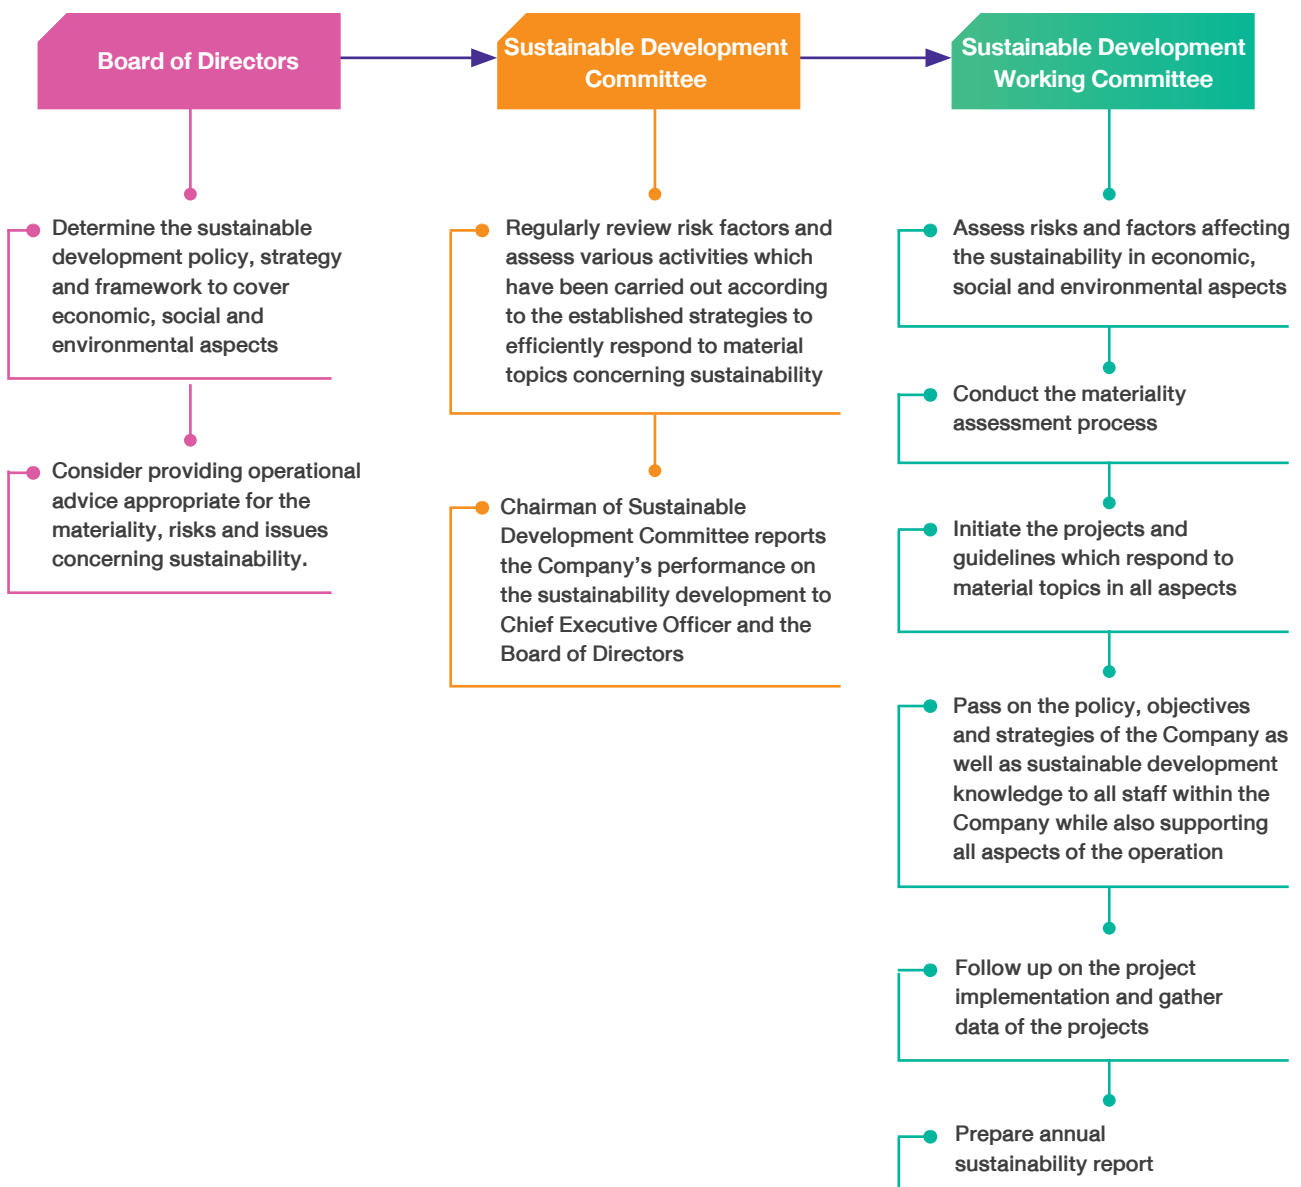 Board of Directors
Sustainable Development
Committee
Sustainable Development
Working Committee
Determine the sustainable
development policy, strategy
and framework to cover
economic, social and
environmental aspects
Consider providing operational
advice appropriate for the
materiality, risks and issues
concerning sustainability.
Regularly review risk factors and
assess various activities which
have been carried out according
to the established strategies to
efficiently respond to material
topics concerning sustainability
Chairman of Sustainable
Development Committee reports
the Company’s performance on
the sustainability development to
Chief Executive Officer and the
Board of Directors
Assess risks and factors affecting
the sustainability in economic,
social and environmental aspects
Conduct the materiality
assessment process
Initiate the projects and
guidelines which respond to
material topics in all aspects
Pass on the policy, objectives
and strategies of the Company as
well as sustainable development
knowledge to all staff within the
Company while also supporting
all aspects of the operation
Follow up on the project
implementation and gather
data of the projects
Prepare annual
sustainability report